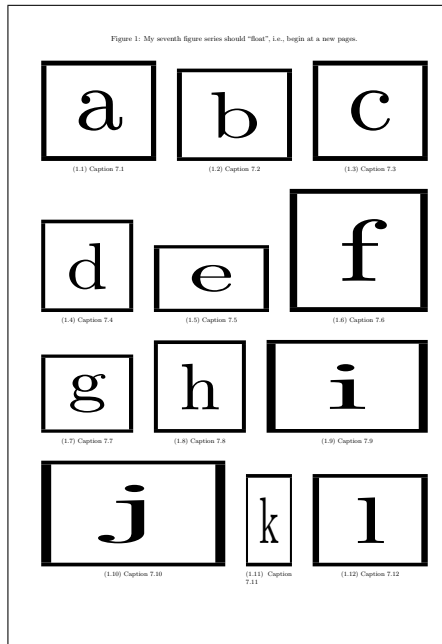 Figure 1: My seventh figure series should "float", i.e., begin at a new pages.
a b c
(1.1) Caption 7.1 (1.2) Caption 7.2 (1.3) Caption 7.3
d e f
(1.4) Caption 7.4 (1.5) Caption 7.5 (1.6) Caption 7.6
g h i
(1.7) Caption 7.7 (1.8) Caption 7.8 (1.9) Caption 7.9
j k l
(1.10) Caption 7.10 (1.11) Caption (1.12) Caption 7.12
7.11